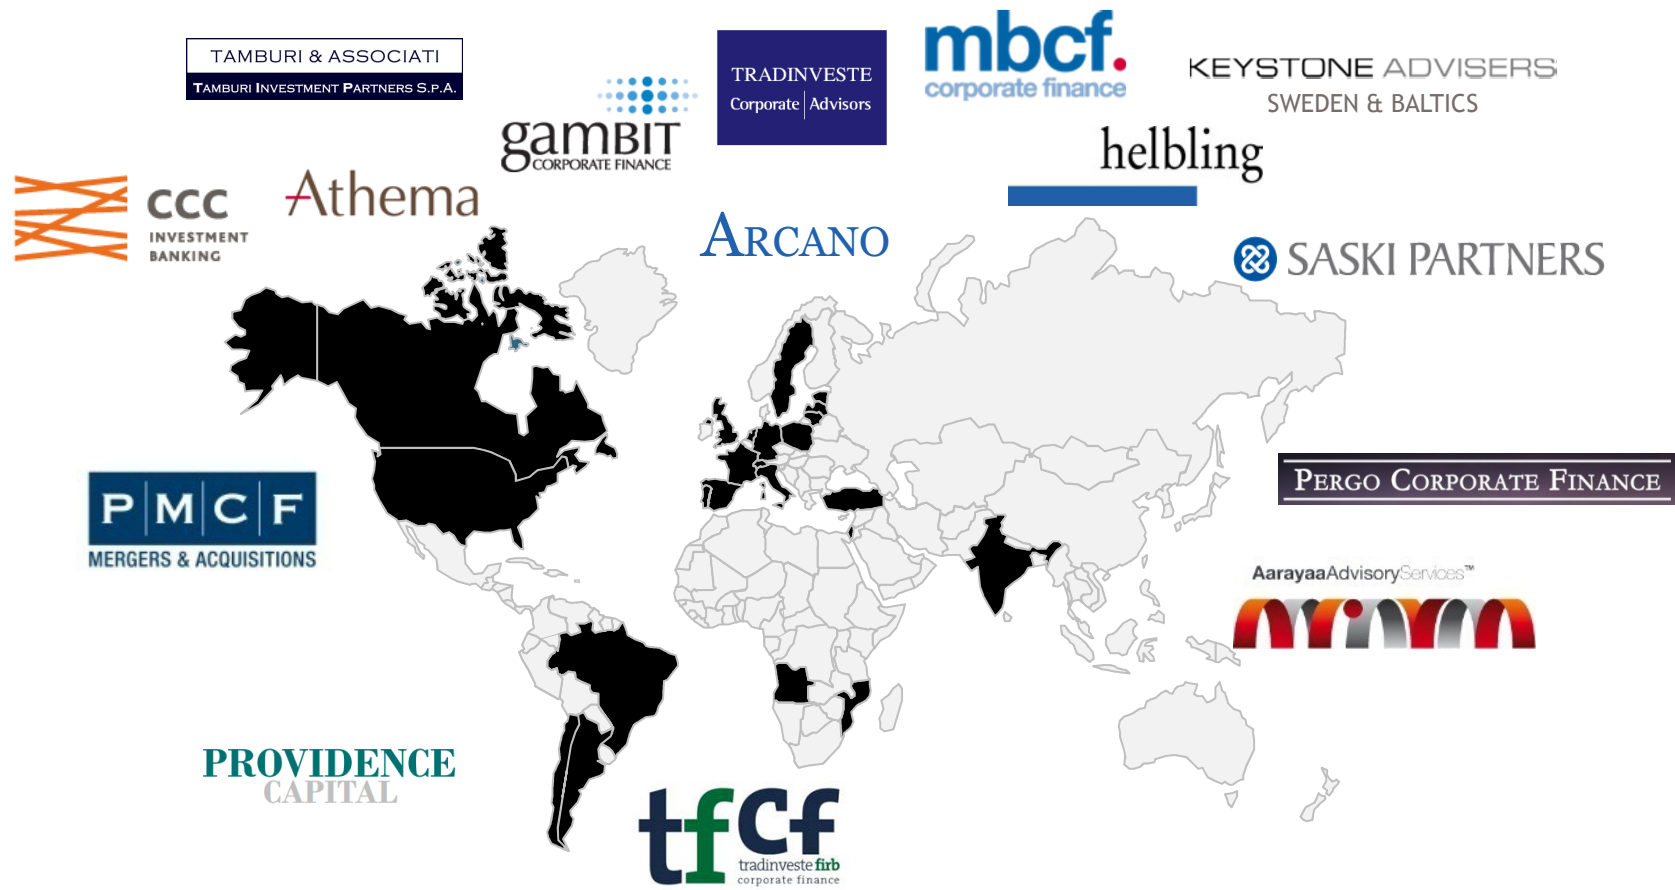 TAMBURI & ASSOCIATI
TAMBURI INVESTMENT PARTNERS S.P.A.
gamBIT
CORPORATE FINANCE
TRADINVESTE
Corporate | Advisors
mbcf.
corporate finance
KEYSTONE ADVISERS
SWEDEN & BALTICS
helbling
CCC
INVESTMENT
BANKING
Athema
ARCANO
SASKI PARTNERS
P|M|C|F
MERGERS & ACQUISITIONS
PERGO CORPORATE FINANCE
AarayaaAdvisoryServices™
PROVIDENCE
CAPITAL
tfcf
tradinveste firb
corporate finance